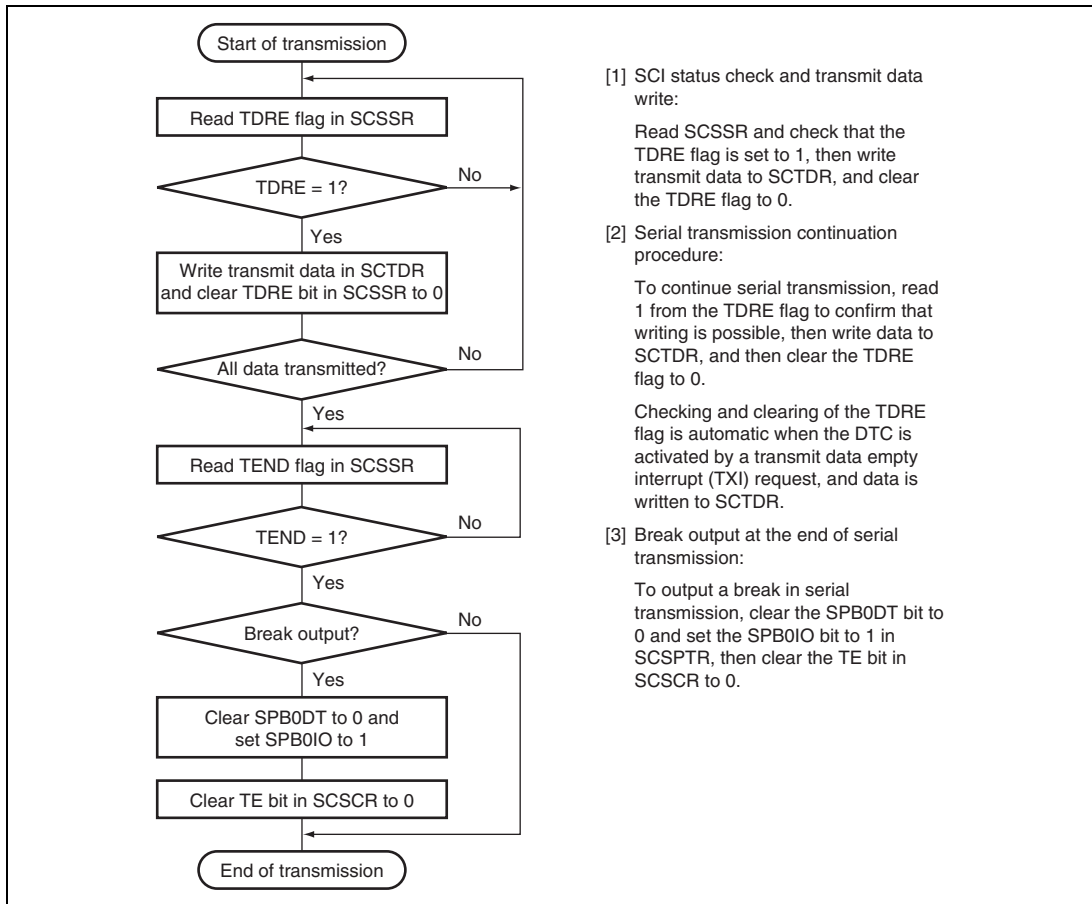 Start of transmission
Read TDRE flag in SCSSR
TDRE = 1?
No
Yes
Write transmit data in SCTDR
and clear TDRE bit in SCSSR to 0
All data transmitted?
No
Yes
Read TEND flag in SCSSR
TEND = 1?
No
Yes
Break output?
No
Yes
Clear SPB0DT to 0 and
set SPB0IO to 1
Clear TE bit in SCSCR to 0
End of transmission
[1] SCI status check and transmit data
write:
Read SCSSR and check that the
TDRE flag is set to 1, then write
transmit data to SCTDR, and clear
the TDRE flag to 0.
[2] Serial transmission continuation
procedure:
To continue serial transmission, read
1 from the TDRE flag to confirm that
writing is possible, then write data to
SCTDR, and then clear the TDRE
flag to 0.
Checking and clearing of the TDRE
flag is automatic when the DTC is
activated by a transmit data empty
interrupt (TXI) request, and data is
written to SCTDR.
[3] Break output at the end of serial
transmission:
To output a break in serial
transmission, clear the SPB0DT bit to
0 and set the SPB0IO bit to 1 in
SCSPTR, then clear the TE bit in
SCSCR to 0.